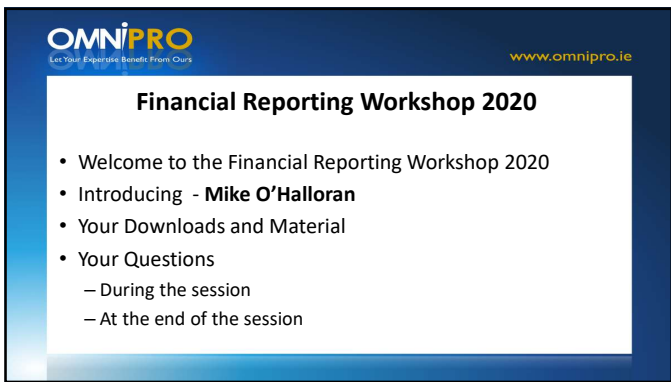 OMNIPRO
Let Your Expertise Benefit From Ours
www.omnipro.ie
Financial Reporting Workshop 2020
• Welcome to the Financial Reporting Workshop 2020
• Introducing - Mike O’Halloran
• Your Downloads and Material
• Your Questions
– During the session
– At the end of the session